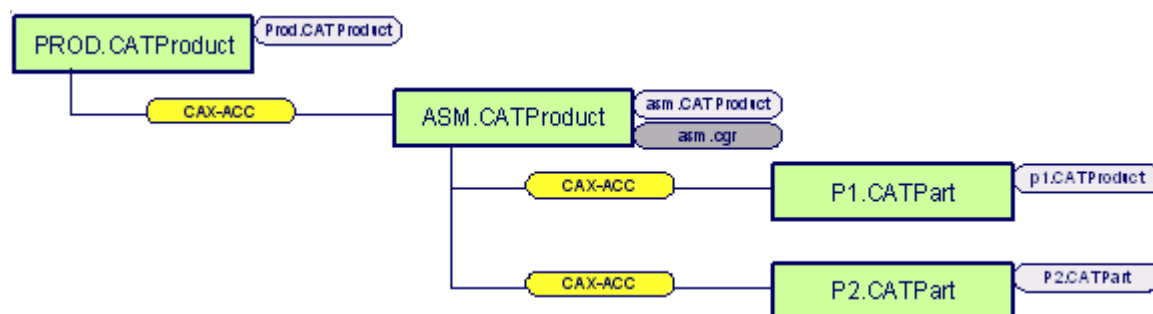 PROD.CATProduct
Prod.CATProduct
CAX-ACC
ASM.CATProduct
asm.CATProduct
asm.cgr
CAX-ACC
P1.CATPart
p1.CATProduct
CAX-ACC
P2.CATPart
P2.CATPart